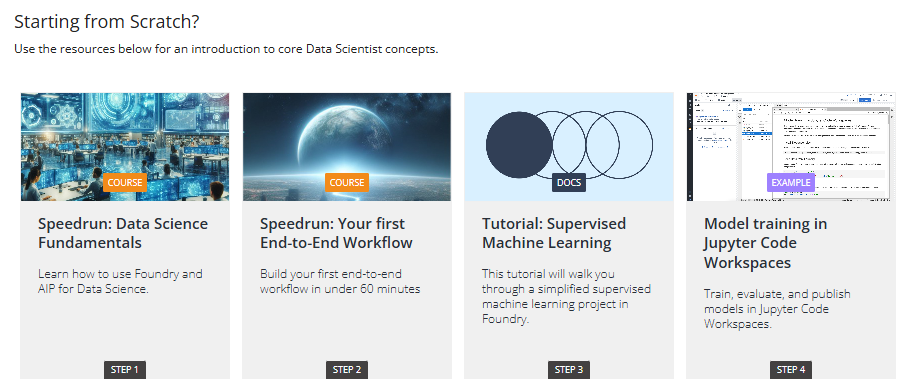 Starting from Scratch?
Use the resources below for an introduction to core Data Scientist concepts.
COURSE
Speedrun: Data Science
Fundamentals
Learn how to use Foundry and
AIP for Data Science.
STEP 1
COURSE
Speedrun: Your first
End-to-End Workflow
Build your first end-to-end
workflow in under 60 minutes
STEP 2
DOCS
Tutorial: Supervised
Machine Learning
This tutorial will walk you
through a simplified supervised
machine learning project in
Foundry.
STEP 3
EXAMPLE
Model training in
Jupyter Code
Workspaces
Train, evaluate, and publish
models in Jupyter Code
Workspaces.
STEP 4